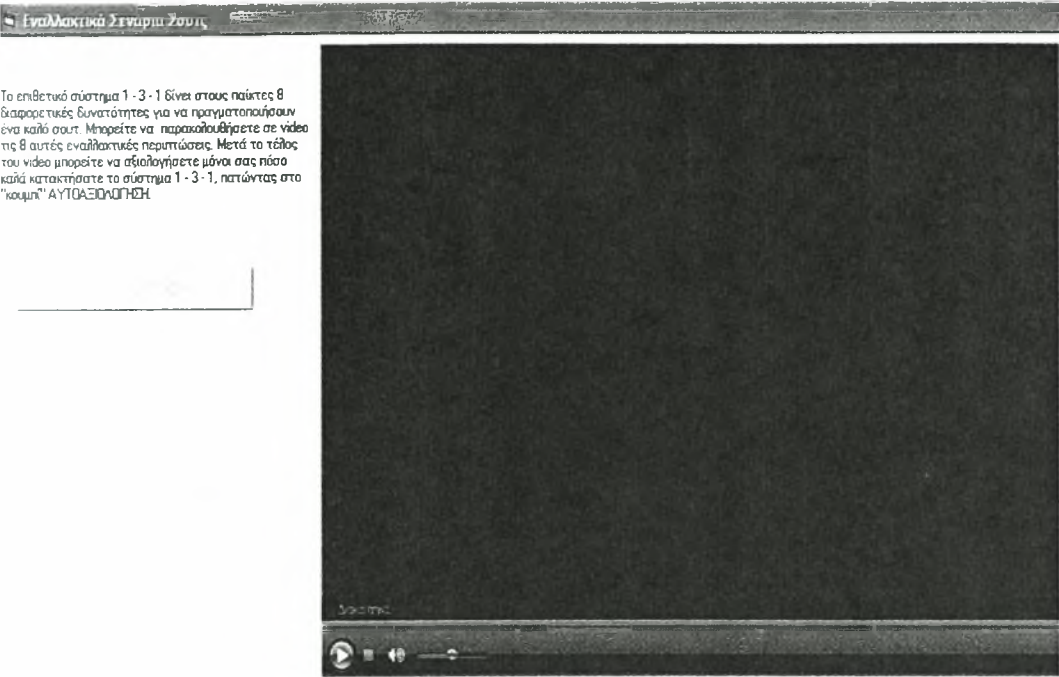 Εναλλακτικά Σενάρια Σουτς
Το επιθετικό σύστημα 1 - 3 - 1 δίνει στους παίκτες 8
διαφορετικές δυνατότητες για να πραγματοποιήσουν
ένα καλό σουτ. Μπορείτε να παρακολουθήσετε σε video
τις 8 αυτές εναλλακτικές περιπτώσεις. Μετά το τέλος
του video μπορείτε να αξιολογήσετε μόνοι σας πόσο
καλά κατακτήσατε το σύστημα 1 - 3 - 1, πατώντας στο
"κουμπί" ΑΥΤΟΑΞΙΟΛΟΓΗΣΗ.